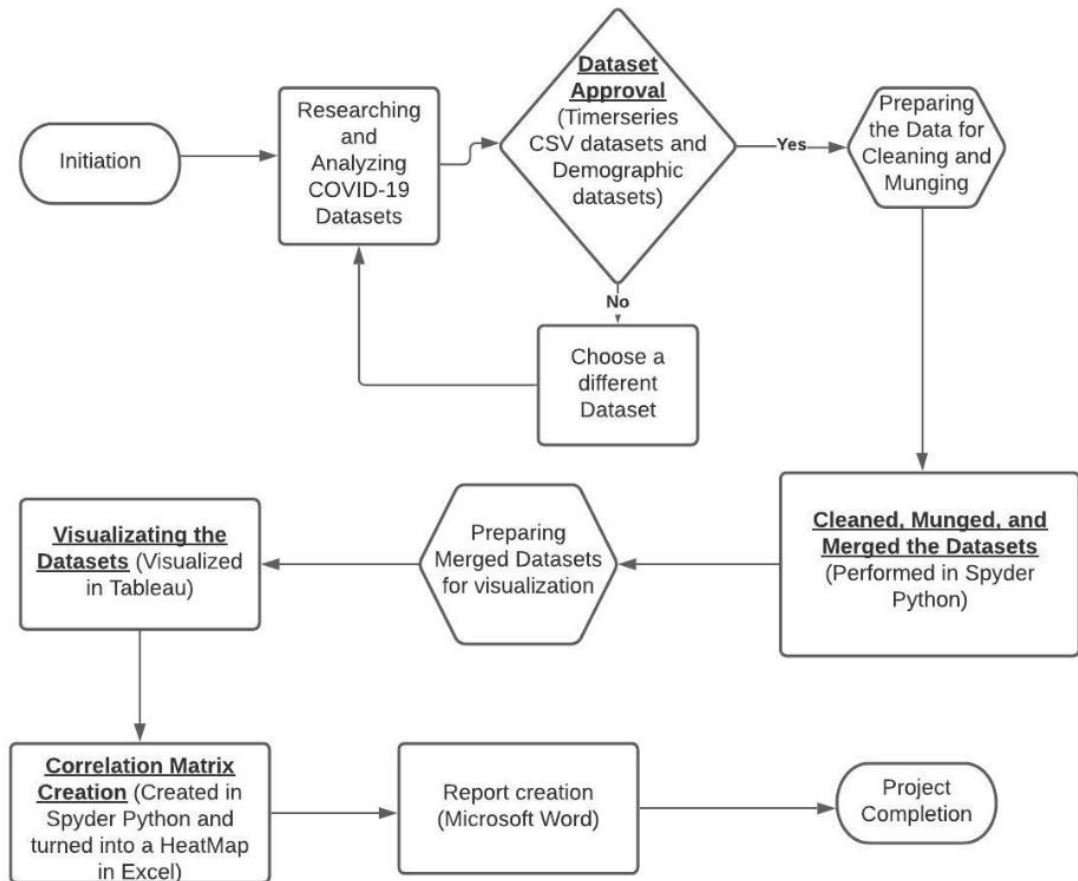 Initiation
Researching
and
Analyzing
COVID-19
Datasets
Dataset
Approval
(Timerseries
CSV datasets and
Demographic
datasets)
Yes
Preparing
the Data for
Cleaning and
Munging
No
Choose a
different
Dataset
Cleaned, Munged, and
Merged the Datasets
(Performed in Spyder
Python)
Preparing
Merged Datasets
for visualization
Visualizating the
Datasets (Visualized
in Tableau)
Correlation Matrix
Creation (Created in
Spyder Python and
turned into a HeatMap
in Excel)
Report creation
(Microsoft Word)
Project
Completion